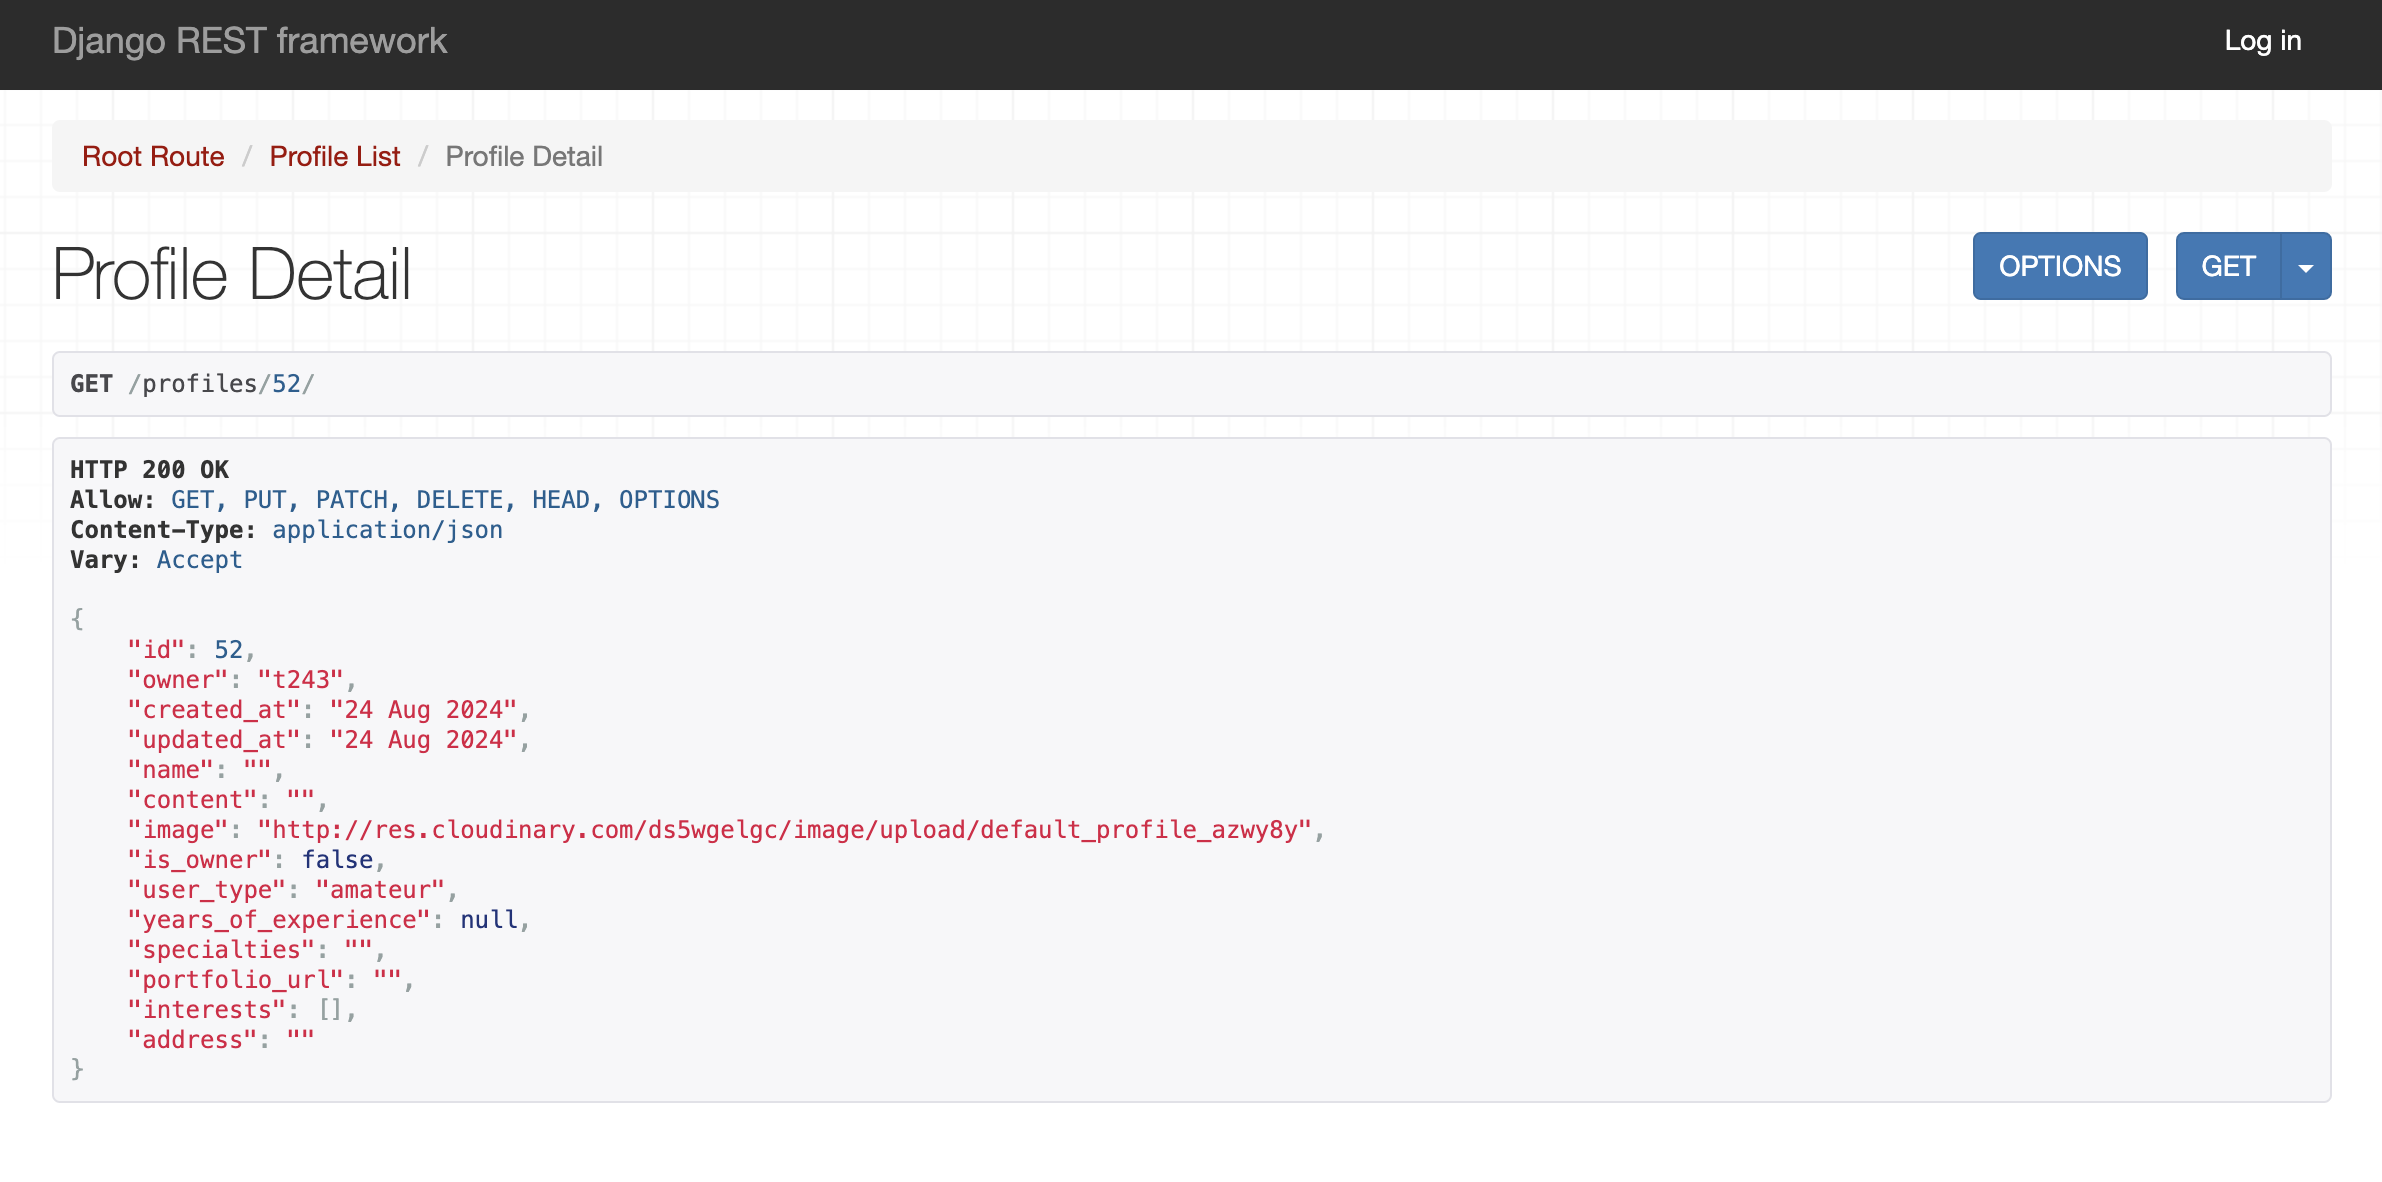 Django REST framework
Log in
Root Route / Profile List / Profile Detail
Profile Detail
OPTIONS
GET
GET /profiles/52/
HTTP 200 OK
Allow: GET, PUT, PATCH, DELETE, HEAD, OPTIONS
Content-Type: application/json
Vary: Accept
{
    "id": 52,
    "owner": "t243",
    "created_at": "24 Aug 2024",
    "updated_at": "24 Aug 2024",
    "name": "",
    "content": "",
    "image": "http://res.cloudinary.com/ds5wgelgc/image/upload/default_profile_azwy8y",
    "is_owner": false,
    "user_type": "amateur",
    "years_of_experience": null,
    "specialties": "",
    "portfolio_url": "",
    "interests": [],
    "address": ""
}